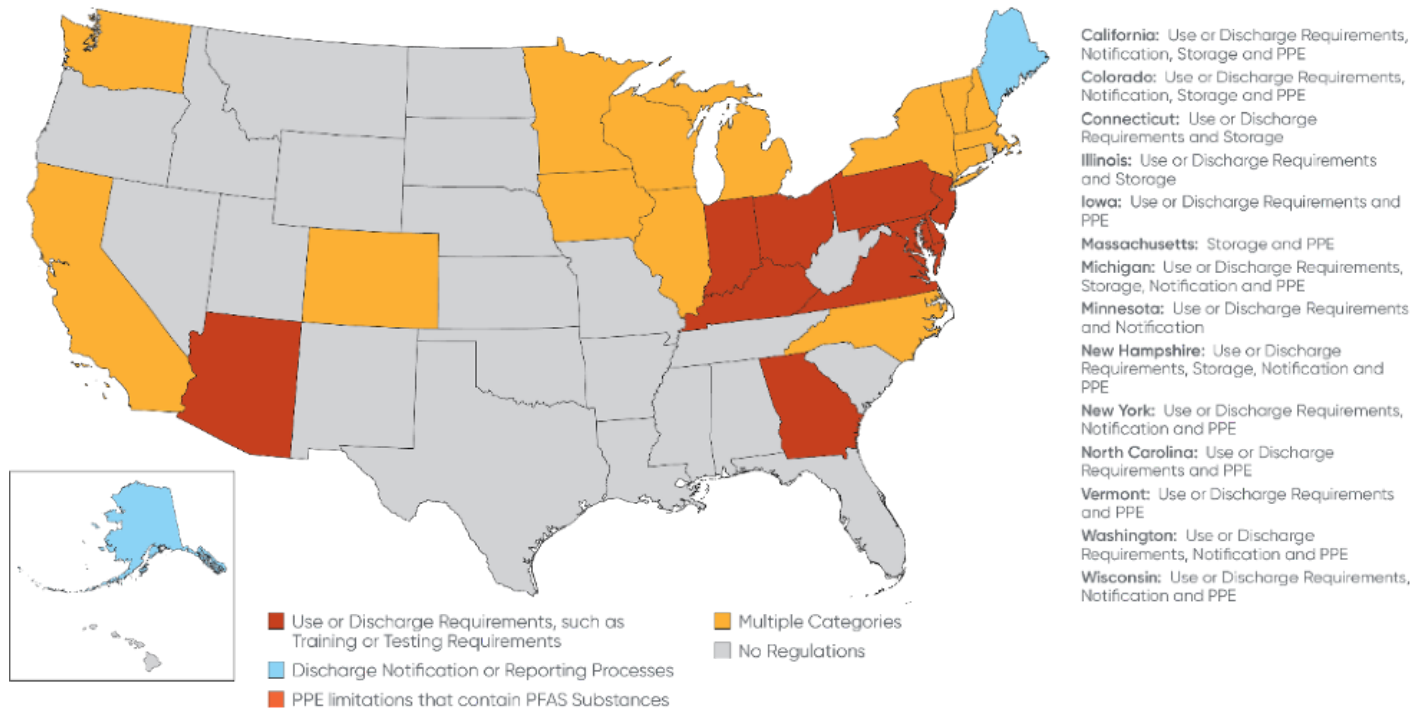 California: Use or Discharge Requirements,
Notification, Storage and PPE
Colorado: Use or Discharge Requirements,
Notification, Storage and PPE
Connecticut: Use or Discharge
Requirements and Storage
Illinois: Use or Discharge Requirements
and Storage
Iowa: Use or Discharge Requirements and
PPE
Massachusetts: Storage and PPE
Michigan: Use or Discharge Requirements,
Storage, Notification and PPE
Minnesota: Use or Discharge Requirements
and Notification
New Hampshire: Use or Discharge
Requirements, Storage, Notification and
PPE
New York: Use or Discharge Requirements,
Notification and PPE
North Carolina: Use or Discharge
Requirements and PPE
Vermont: Use or Discharge Requirements
and PPE
Washington: Use or Discharge
Requirements, Notification and PPE
Wisconsin: Use or Discharge Requirements,
Notification and PPE
Use or Discharge Requirements, such as
Training or Testing Requirements
Discharge Notification or Reporting Processes
PPE limitations that contain PFAS Substances
Multiple Categories
No Regulations